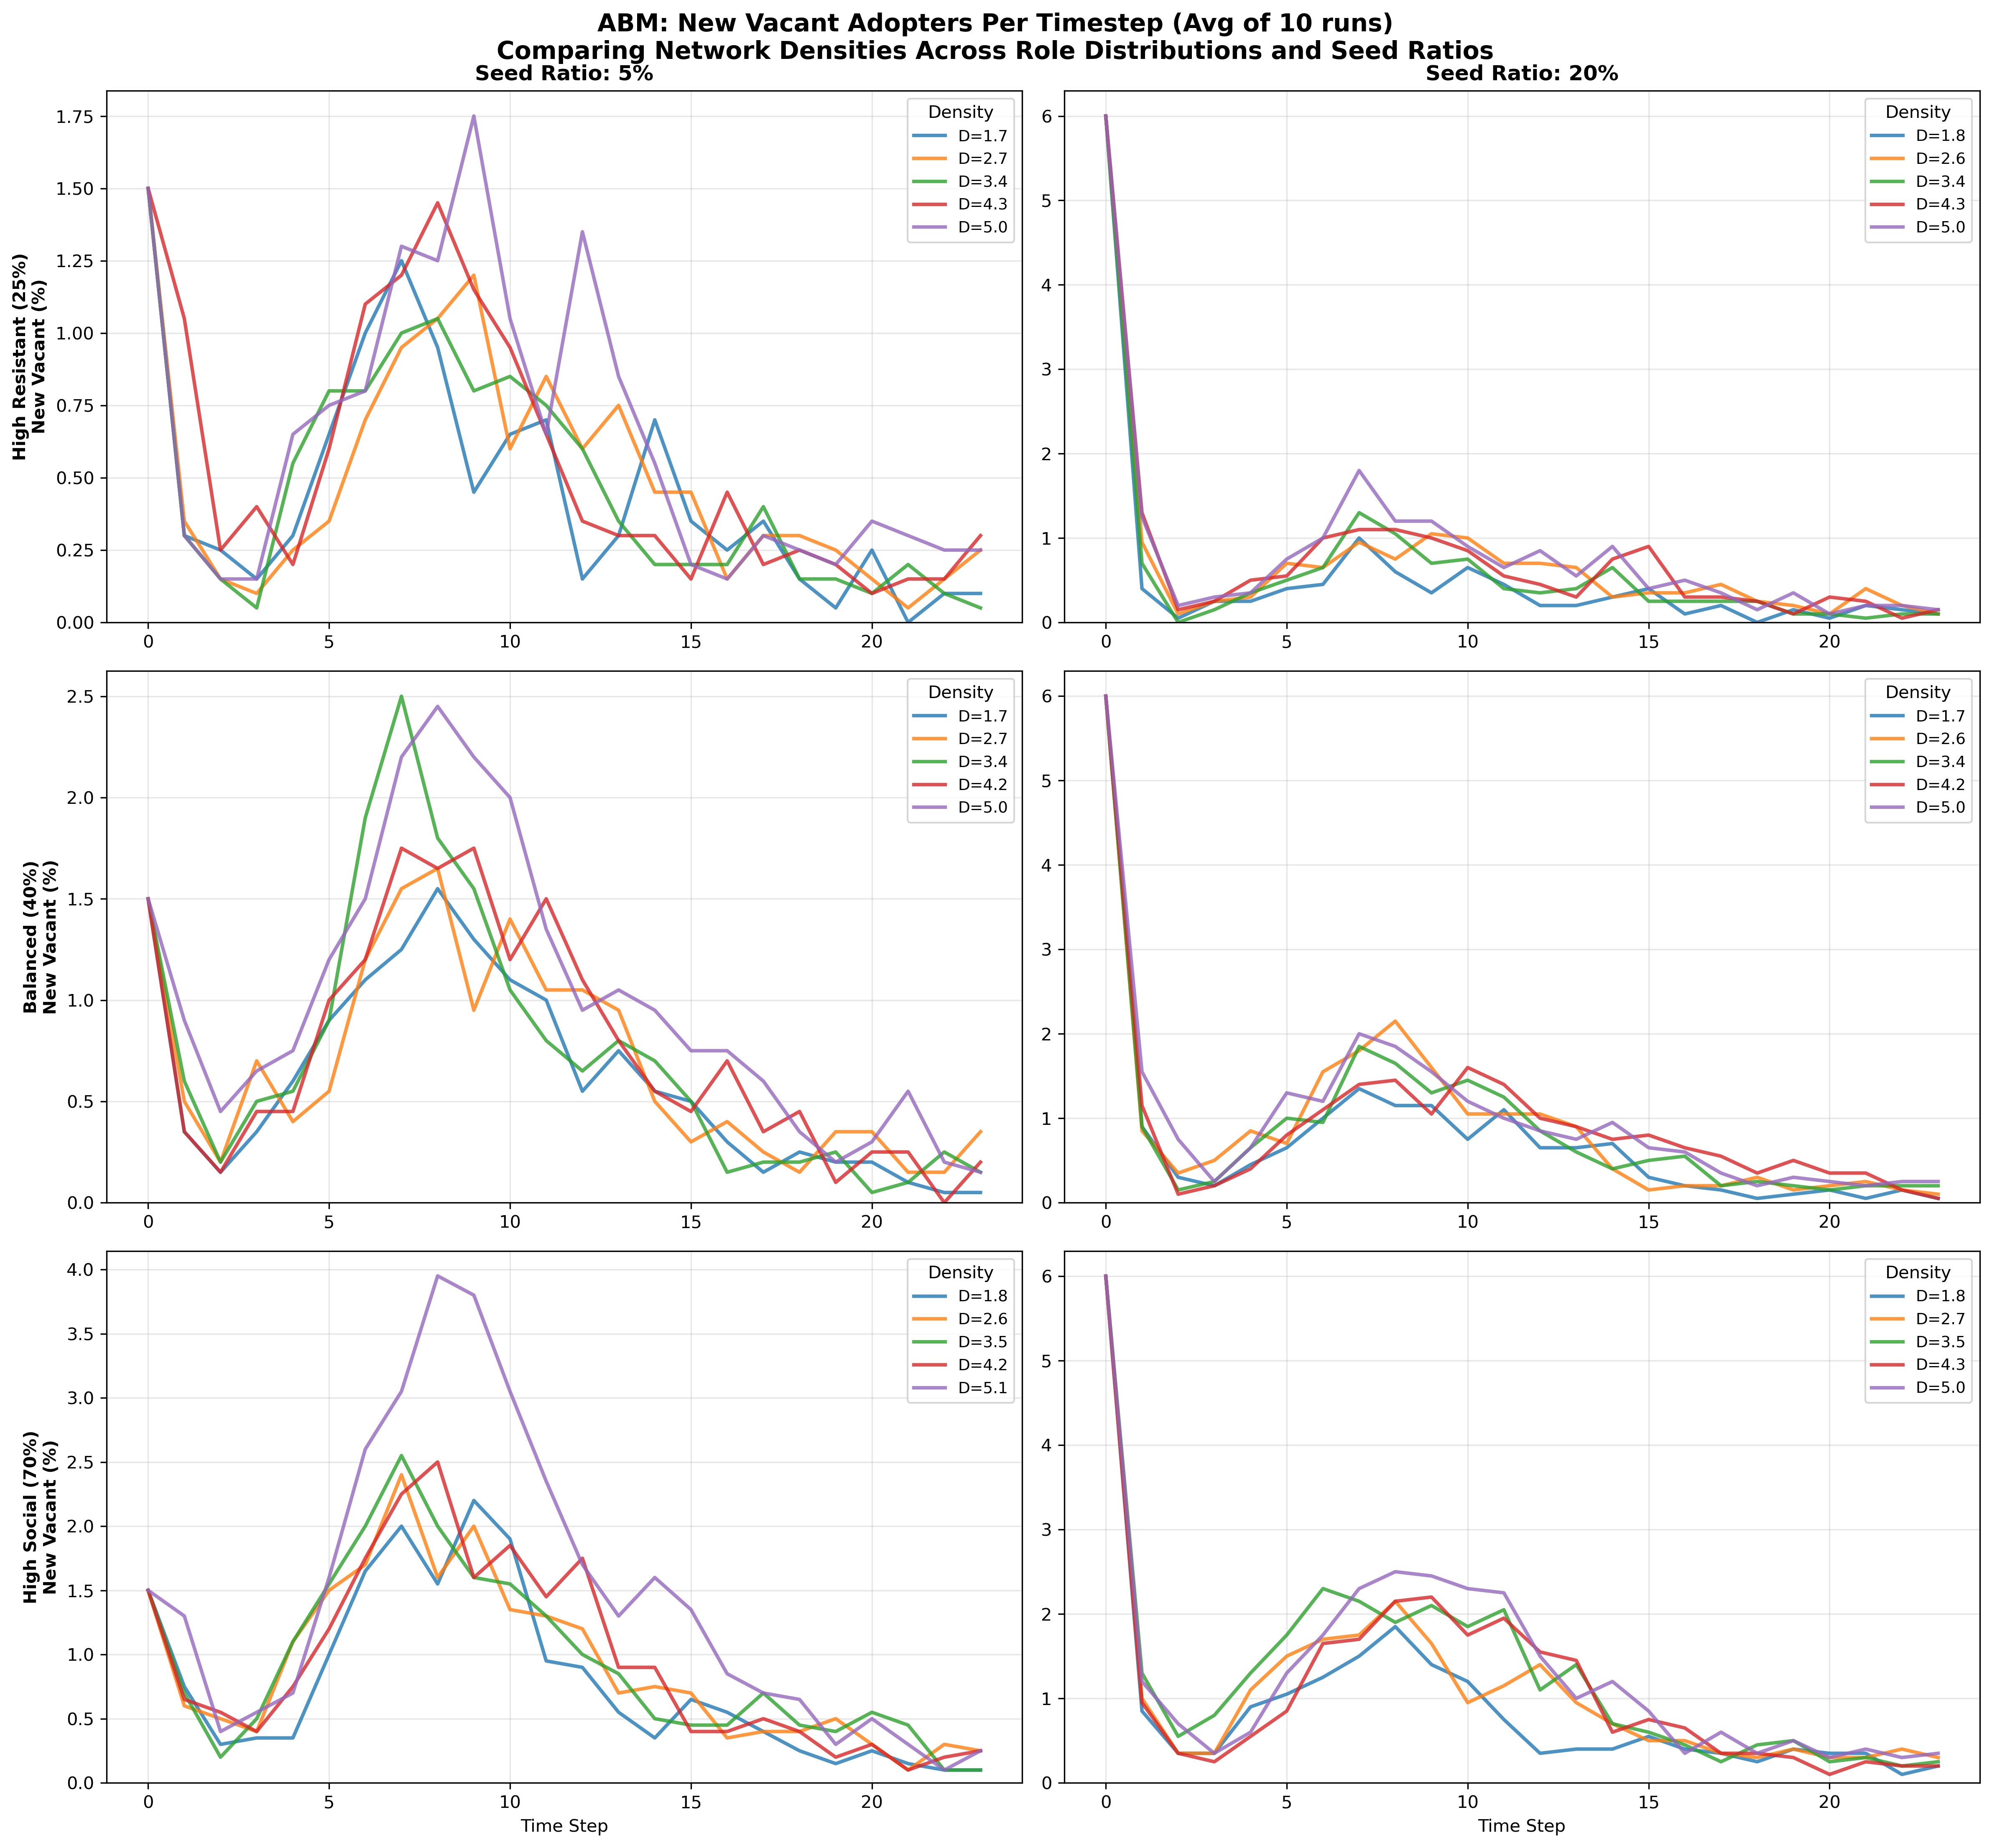 ABM: New Vacant Adopters Per Timestep (Avg of 10 runs)
Comparing Network Densities Across Role Distributions and Seed Ratios
Seed Ratio: 5%
High Resistant (25%)
New Vacant (%)
1.75
1.50
1.25
1.00
0.75
0.50
0.25
0.00
0 5 10 15 20
Density
D=1.7
D=2.7
D=3.4
D=4.3
D=5.0
Seed Ratio: 20%
6
5
4
3
2
1
0
0 5 10 15 20
Density
D=1.8
D=2.6
D=3.4
D=4.3
D=5.0
Balanced (40%)
New Vacant (%)
2.5
2.0
1.5
1.0
0.5
0.0
0 5 10 15 20
Density
D=1.7
D=2.7
D=3.4
D=4.2
D=5.0
6
5
4
3
2
1
0
0 5 10 15 20
Density
D=1.7
D=2.6
D=3.4
D=4.2
D=5.0
High Social (70%)
New Vacant (%)
4.0
3.5
3.0
2.5
2.0
1.5
1.0
0.5
0.0
0 5 10 15 20
Time Step
Density
D=1.8
D=2.6
D=3.5
D=4.2
D=5.1
6
5
4
3
2
1
0
0 5 10 15 20
Time Step
Density
D=1.8
D=2.7
D=3.5
D=4.3
D=5.0